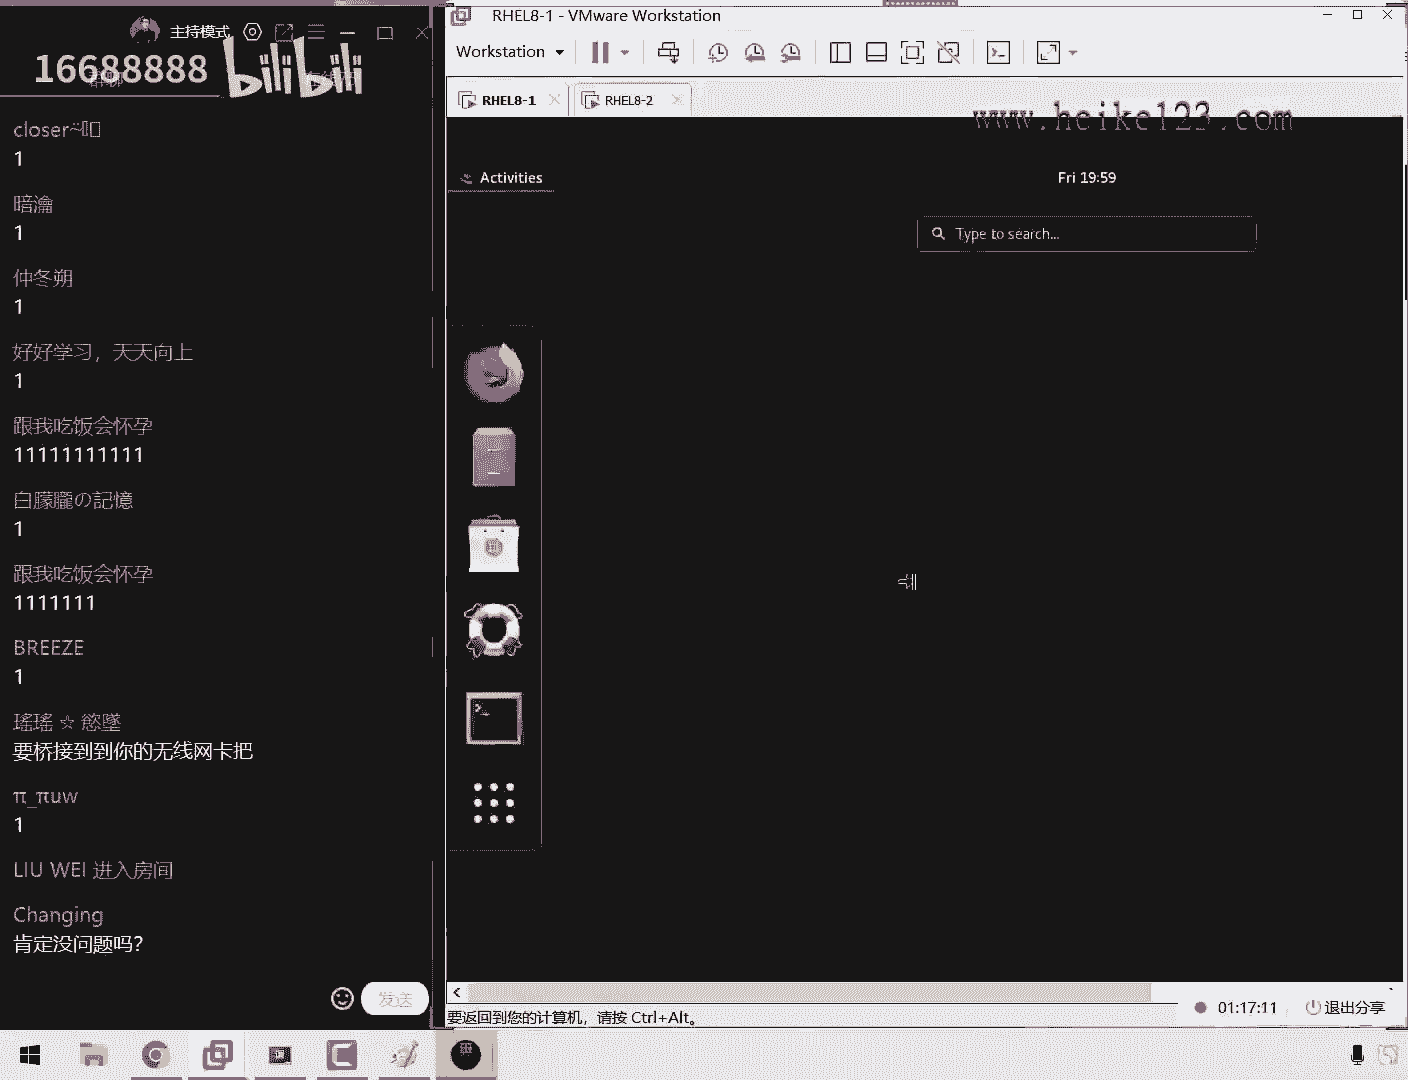 主持模式
16688888
bilibili
closer~
1
暗瀹
1
仲冬朔
1
好好学习，天天向上
1
跟我吃饭会怀孕
11111111111
白朦朧の記憶
1
跟我吃饭会怀孕
1111111
BREEZE
1
瑤瑤 ☆ 慾墜
要桥接到到你的无线网卡把
π_πuw
1
LIU WEI 进入房间
Changing
肯定没问题吗?
发送
RHEL8-1 - VMware Workstation
Workstation
RHEL8-1
RHEL8-2
www.heike123.com
Activities
Fri 19:59
Type to search...
01:17:11
退出分享
要返回到您的计算机，请按 Ctrl+Alt。